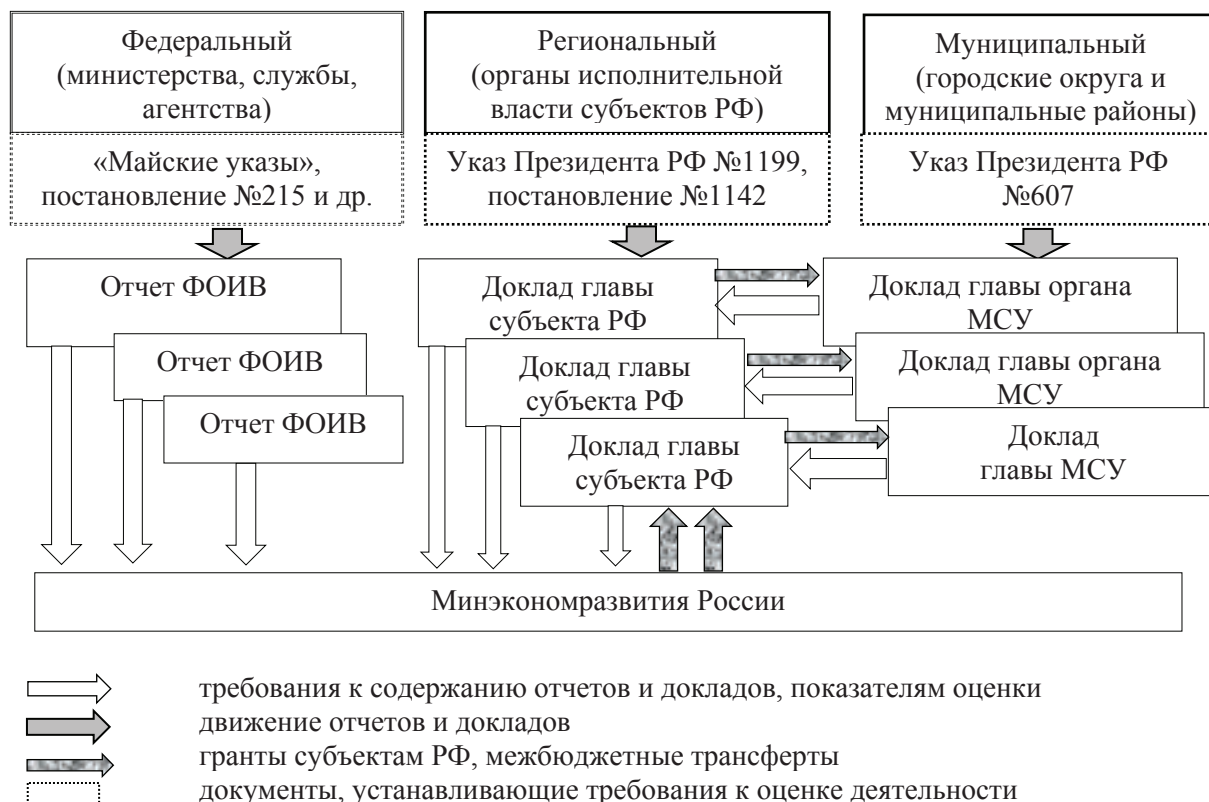 Федеральный
(министерства, службы,
агентства)
«Майские указы»,
постановление №215 и др.
Региональный
(органы исполнительной
власти субъектов РФ)
Указ Президента РФ №1199,
постановление №1142
Муниципальный
(городские округа и
муниципальные районы)
Указ Президента РФ
№607
Отчет ФОИВ
Отчет ФОИВ
Отчет ФОИВ
Доклад главы
субъекта РФ
Доклад главы
субъекта РФ
Доклад главы
субъекта РФ
Доклад главы органа
МСУ
Доклад главы органа
МСУ
Доклад
главы МСУ
Минэкономразвития России
требования к содержанию отчетов и докладов, показателям оценки
движение отчетов и докладов
гранты субъектам РФ, межбюджетные трансферты
документы, устанавливающие требования к оценке деятельности